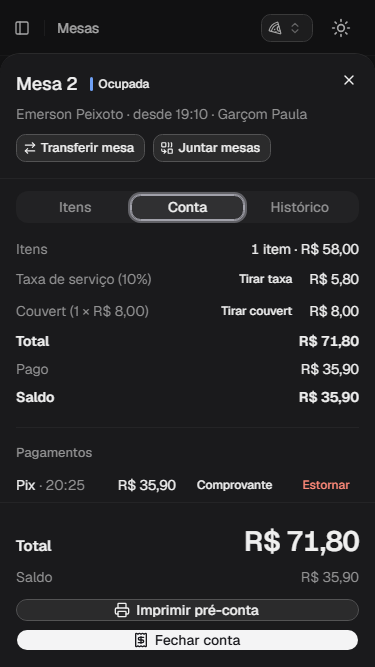 Mesas
Mesa 2 Ocupada
Emerson Peixoto · desde 19:10 · Garçom Paula
Transferir mesa Juntar mesas
Itens Conta Histórico
Itens 1 item · R$ 58,00
Taxa de serviço (10%) Tirar taxa R$ 5,80
Couvert (1 × R$ 8,00) Tirar couvert R$ 8,00
Total R$ 71,80
Pago R$ 35,90
Saldo R$ 35,90
Pagamentos
Pix · 20:25 R$ 35,90 Comprovante Estornar
Total R$ 71,80
Saldo R$ 35,90
Imprimir pré-conta
Fechar conta